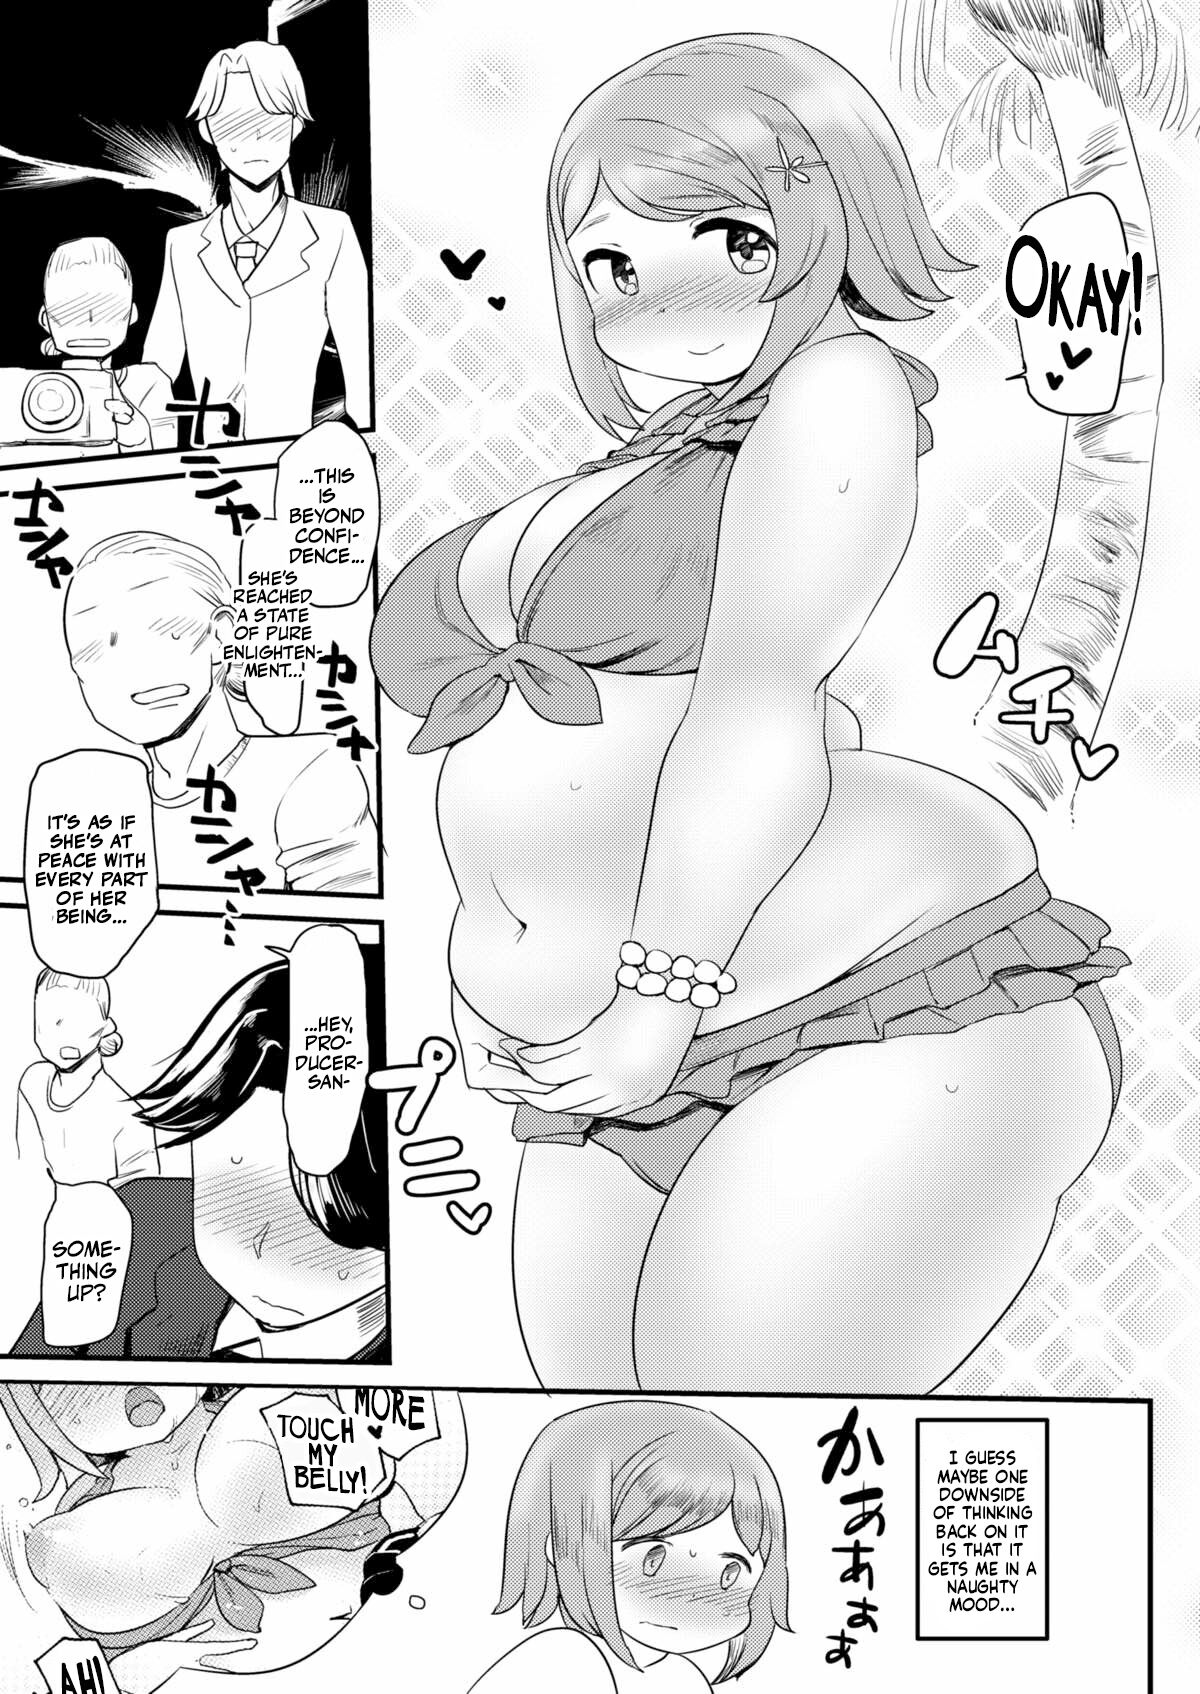 OKAY!
ムチ
カシャ
カシャ
...THIS
IS
BEYOND
CONFI-
DENCE...
SHE'S
REACHED
A STATE
OF PURE
ENLIGHTEN-
MENT...!
カシャ
カシャ...
IT'S AS IF
SHE'S AT
PEACE WITH
EVERY PART
OF HER
BEING...
...HEY,
PRO-
DUCER-
SAN-
プニ
SOME-
THING
UP?
I GUESS
MAYBE ONE
DOWNSIDE
OF THINKING
BACK ON IT
IS THAT IT
GETS ME IN A
NAUGHTY
MOOD...
かあぁぁぁ
MORE
TOUCH
MY
BELLY!
AH!